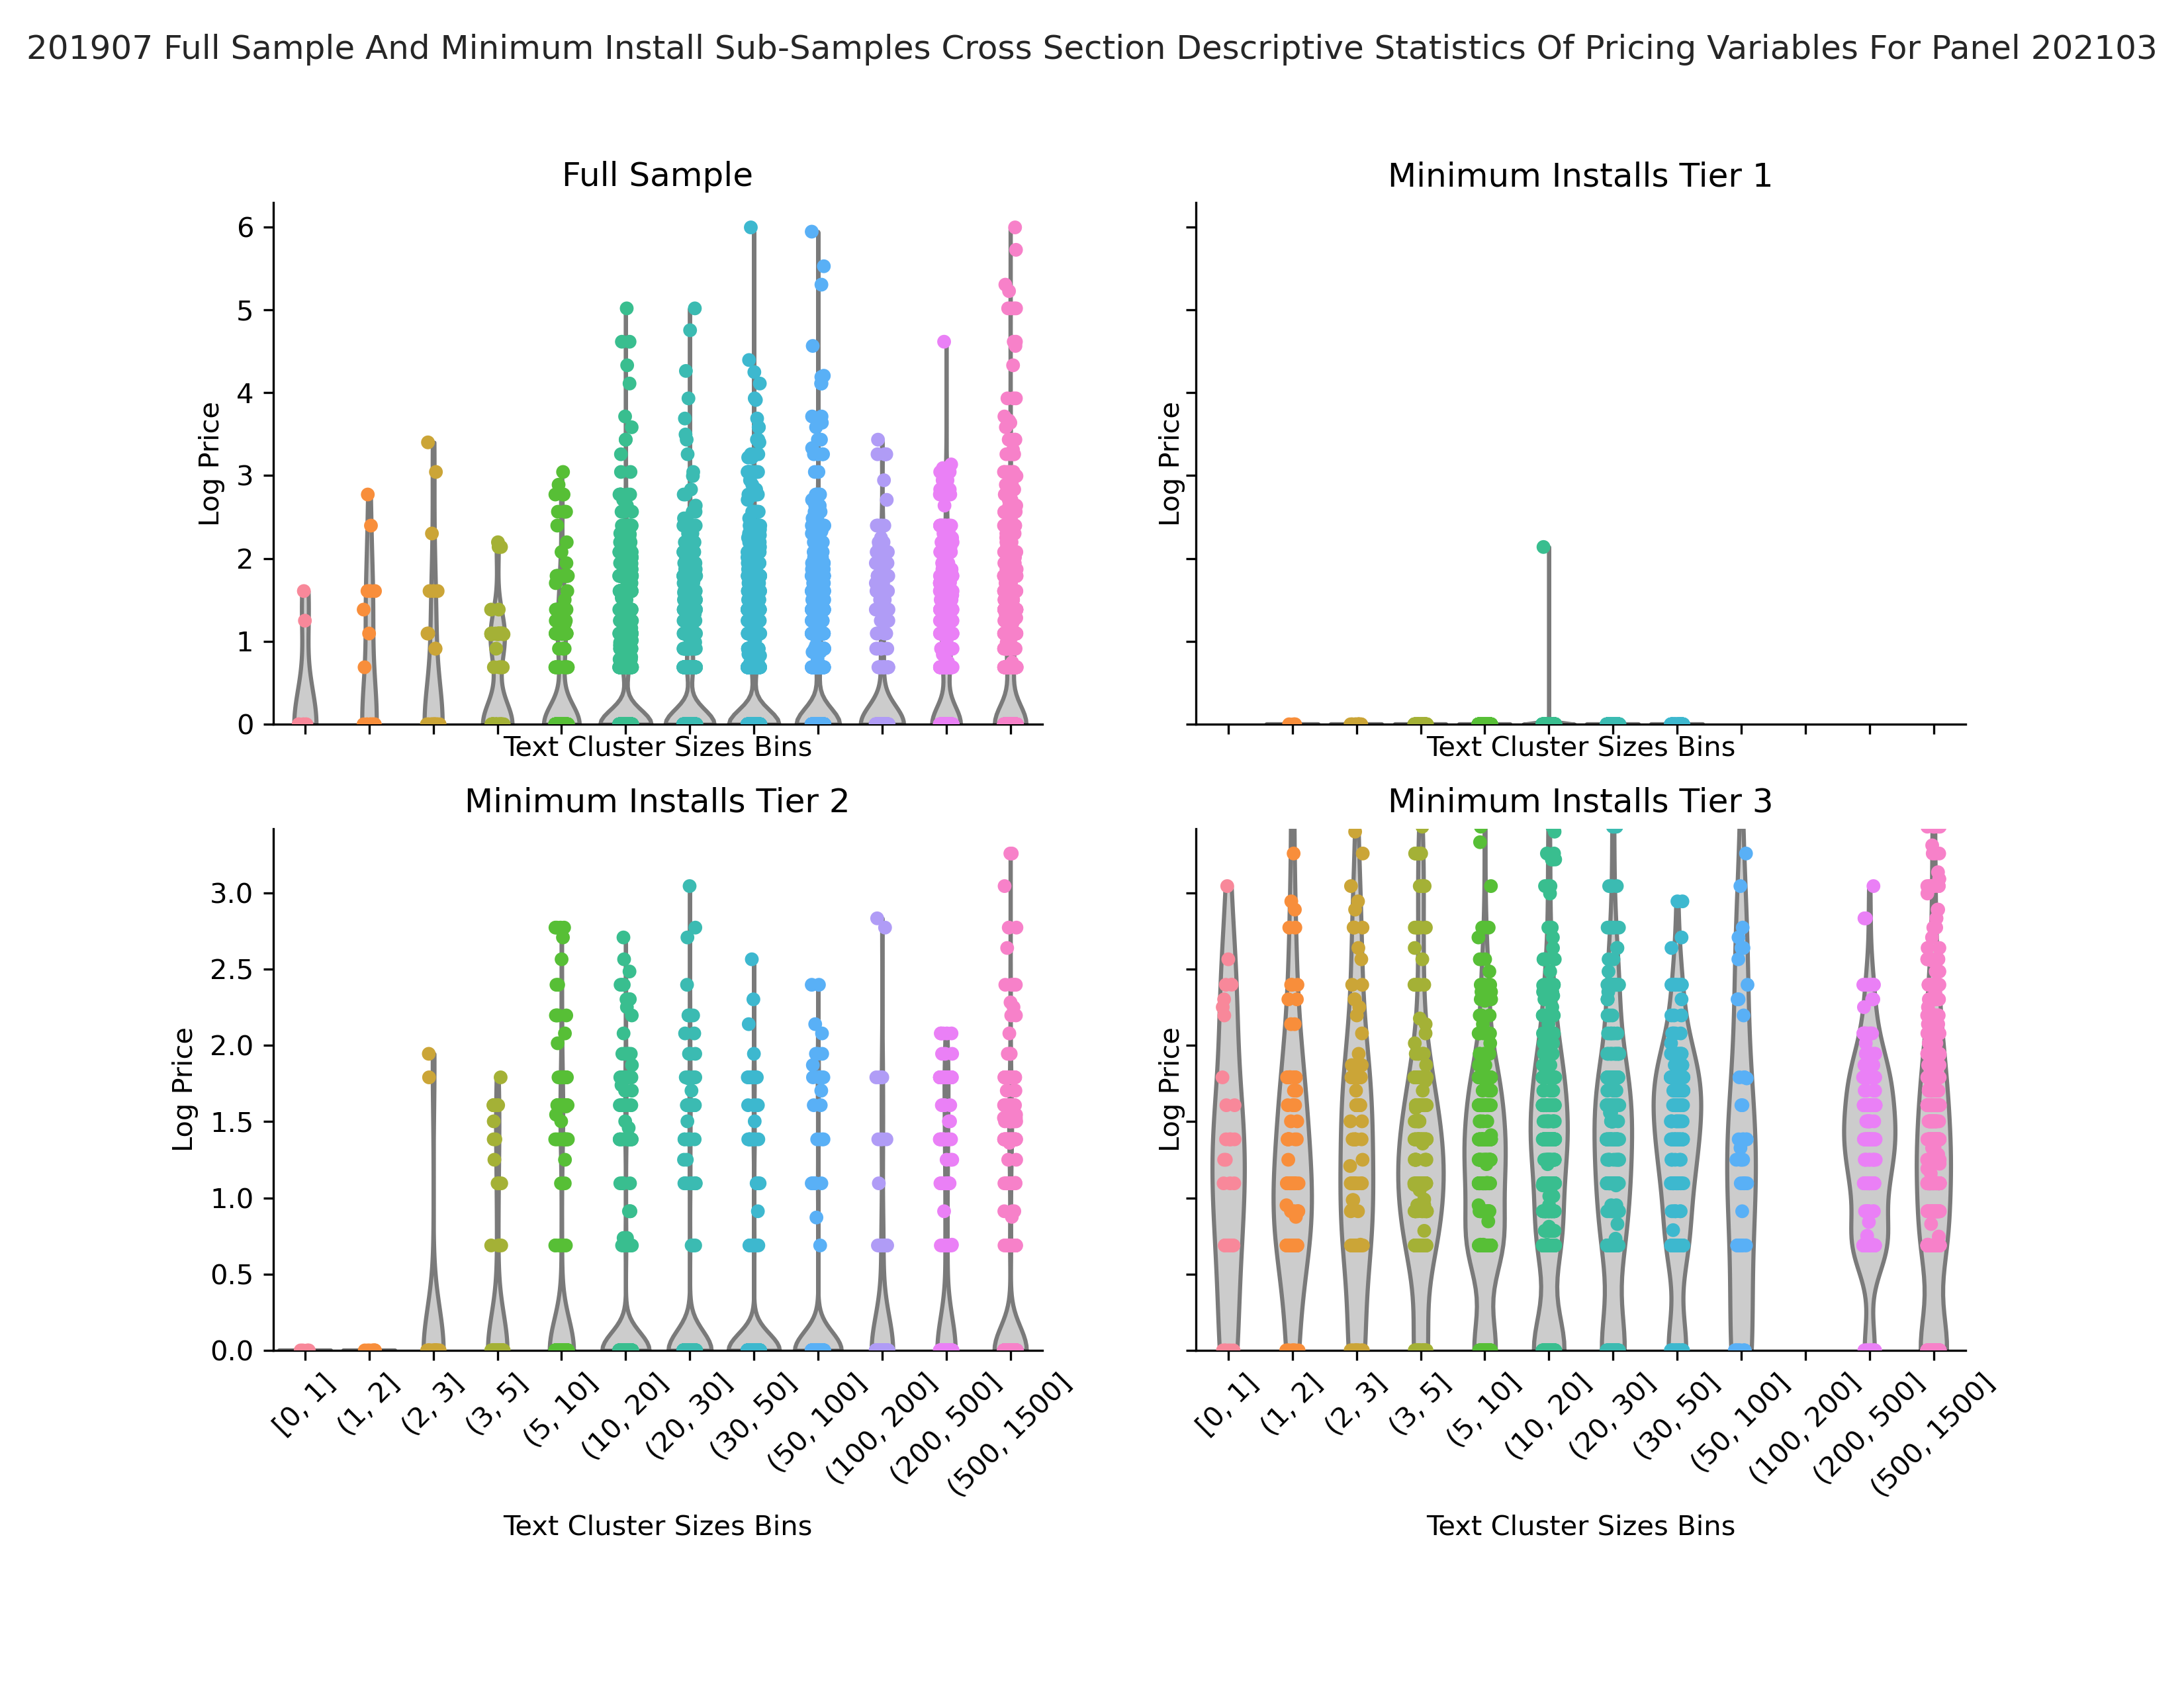 201907 Full Sample And Minimum Install Sub-Samples Cross Section Descriptive Statistics Of Pricing Variables For Panel 202103
Full Sample
Minimum Installs Tier 1
6
5
4
3
2
1
0
Log Price
Log Price
Text Cluster Sizes Bins
Text Cluster Sizes Bins
Minimum Installs Tier 2
Minimum Installs Tier 3
3.0
2.5
2.0
1.5
1.0
0.5
0.0
Log Price
Log Price
[0, 1]
(1, 2]
(2, 3]
(3, 5]
(5, 10]
(10, 20]
(20, 30]
(30, 50]
(50, 100]
(100, 200]
(200, 500]
(500, 1500]
[0, 1]
(1, 2]
(2, 3]
(3, 5]
(5, 10]
(10, 20]
(20, 30]
(30, 50]
(50, 100]
(100, 200]
(200, 500]
(500, 1500]
Text Cluster Sizes Bins
Text Cluster Sizes Bins